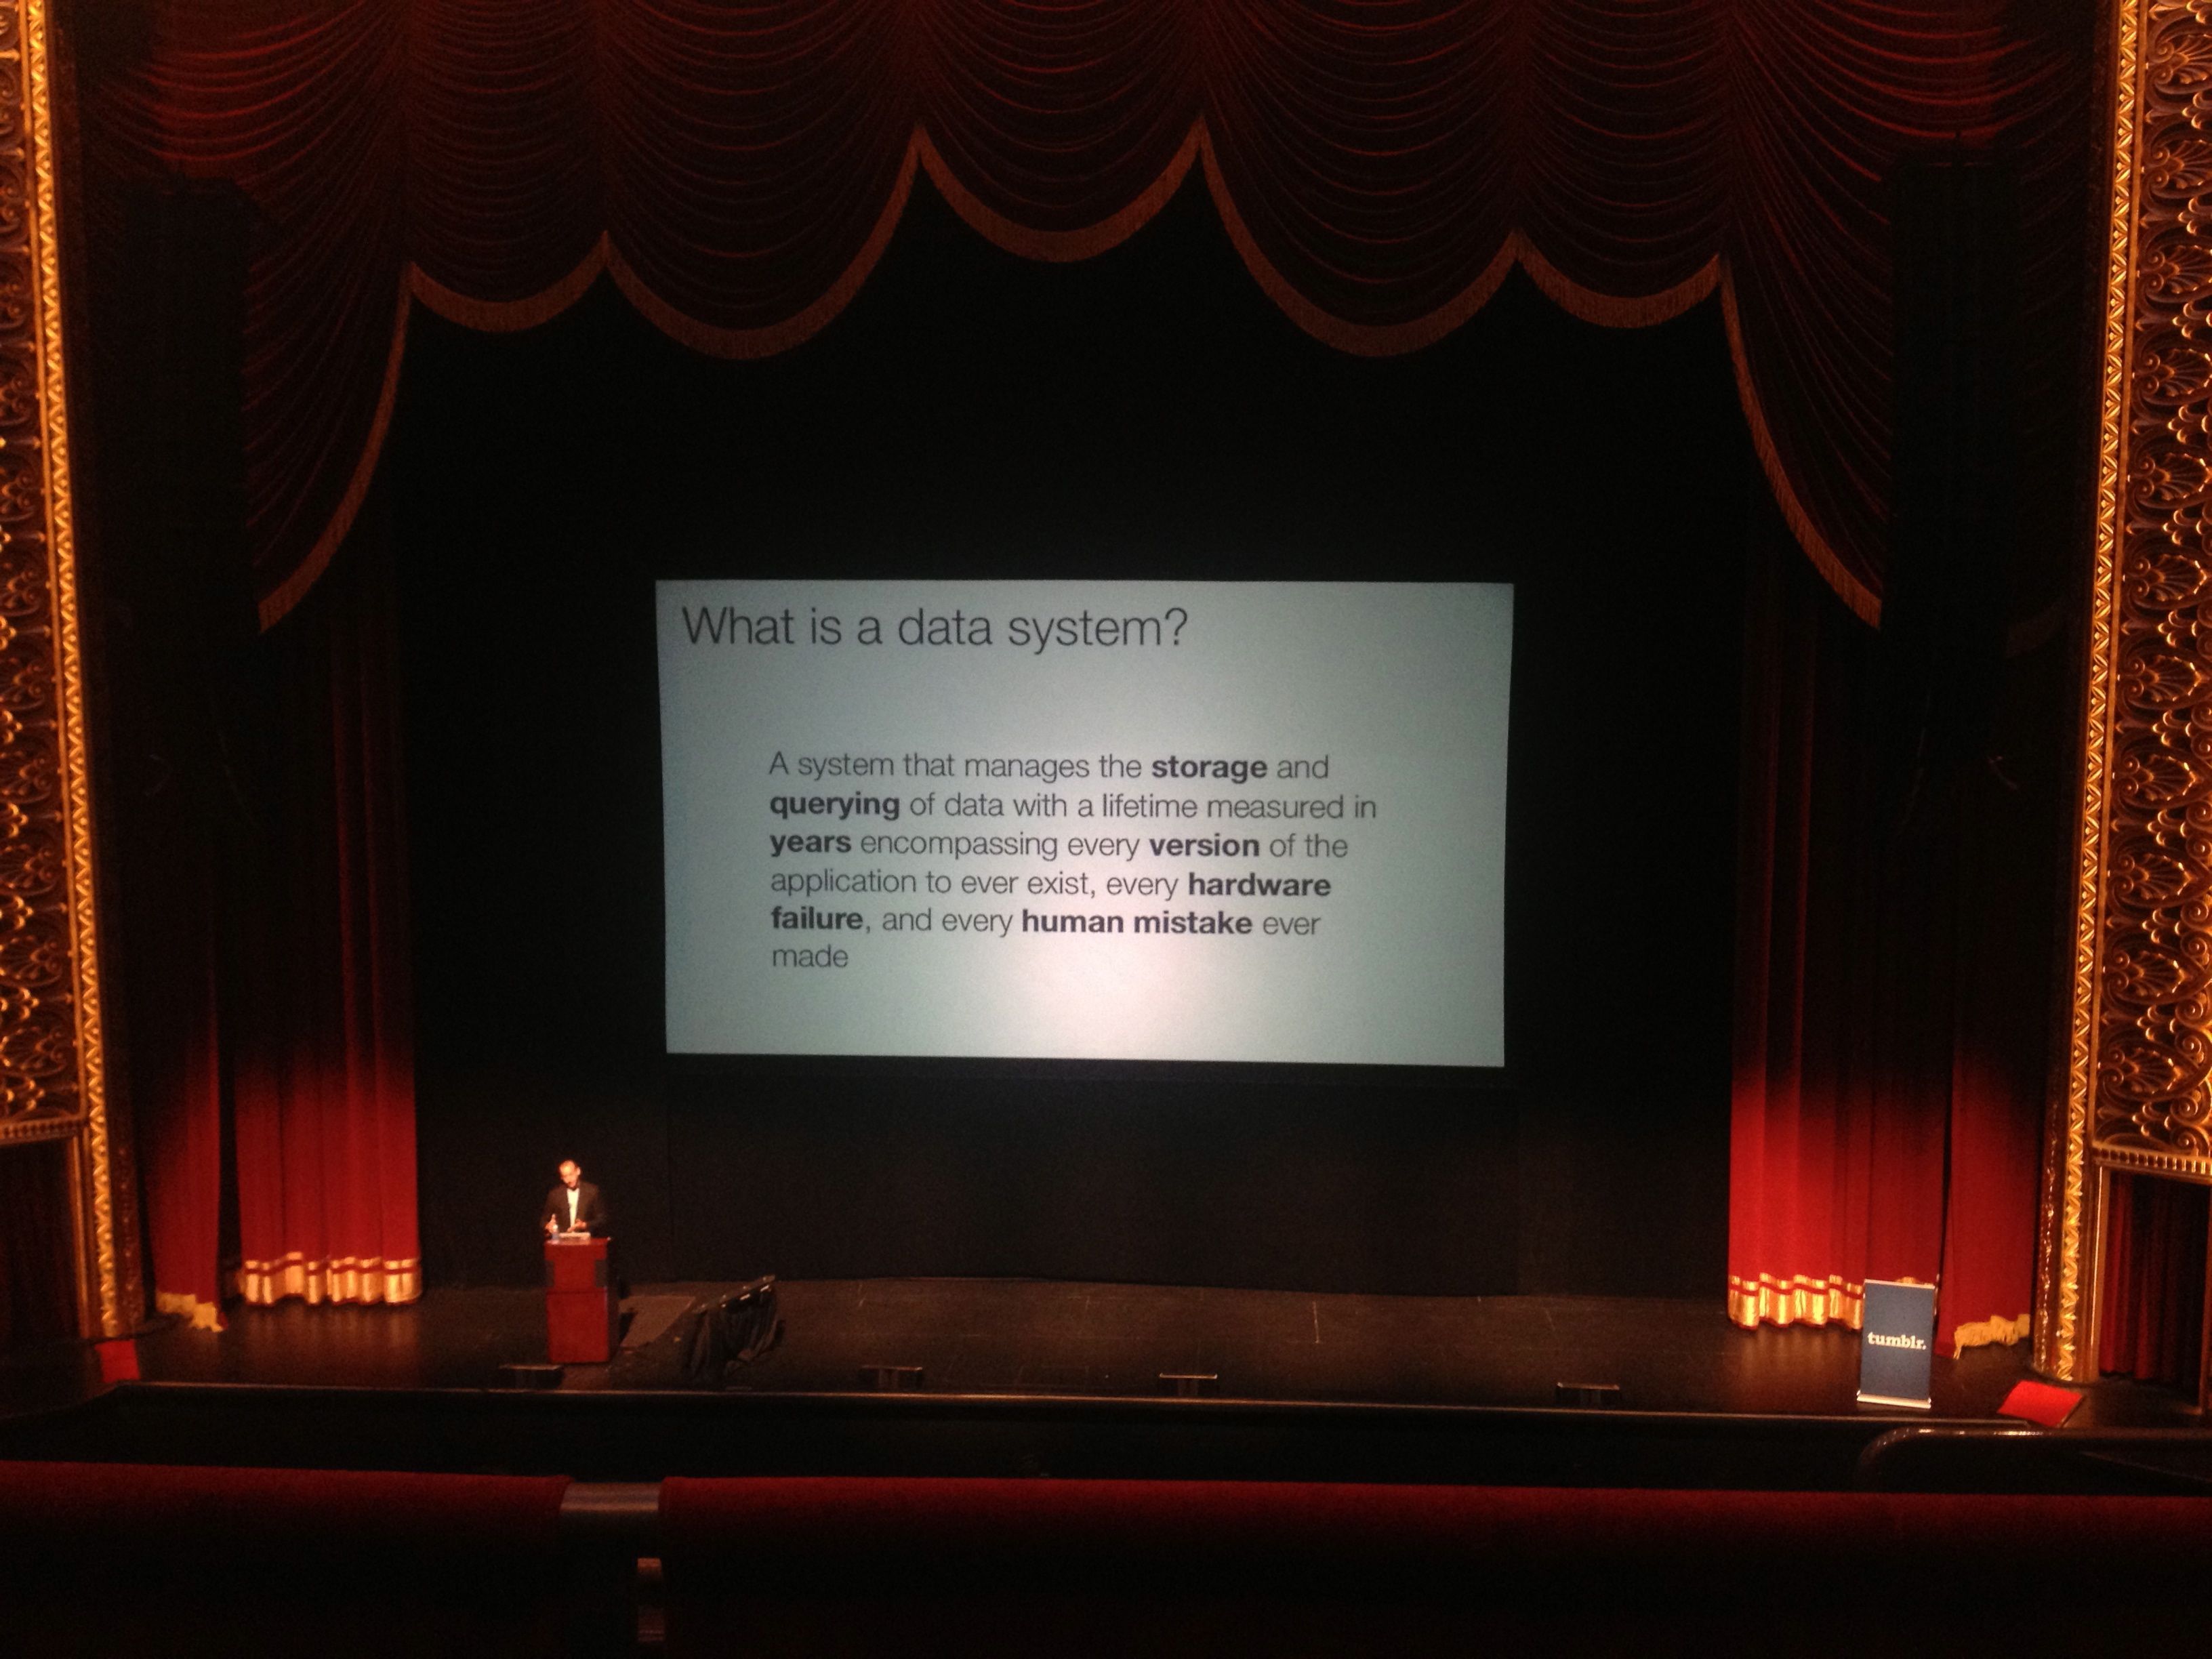 What is a data system?
A system that manages the storage and
querying of data with a lifetime measured in
years encompassing every version of the
application to ever exist, every hardware
failure, and every human mistake ever
made
tumblr.